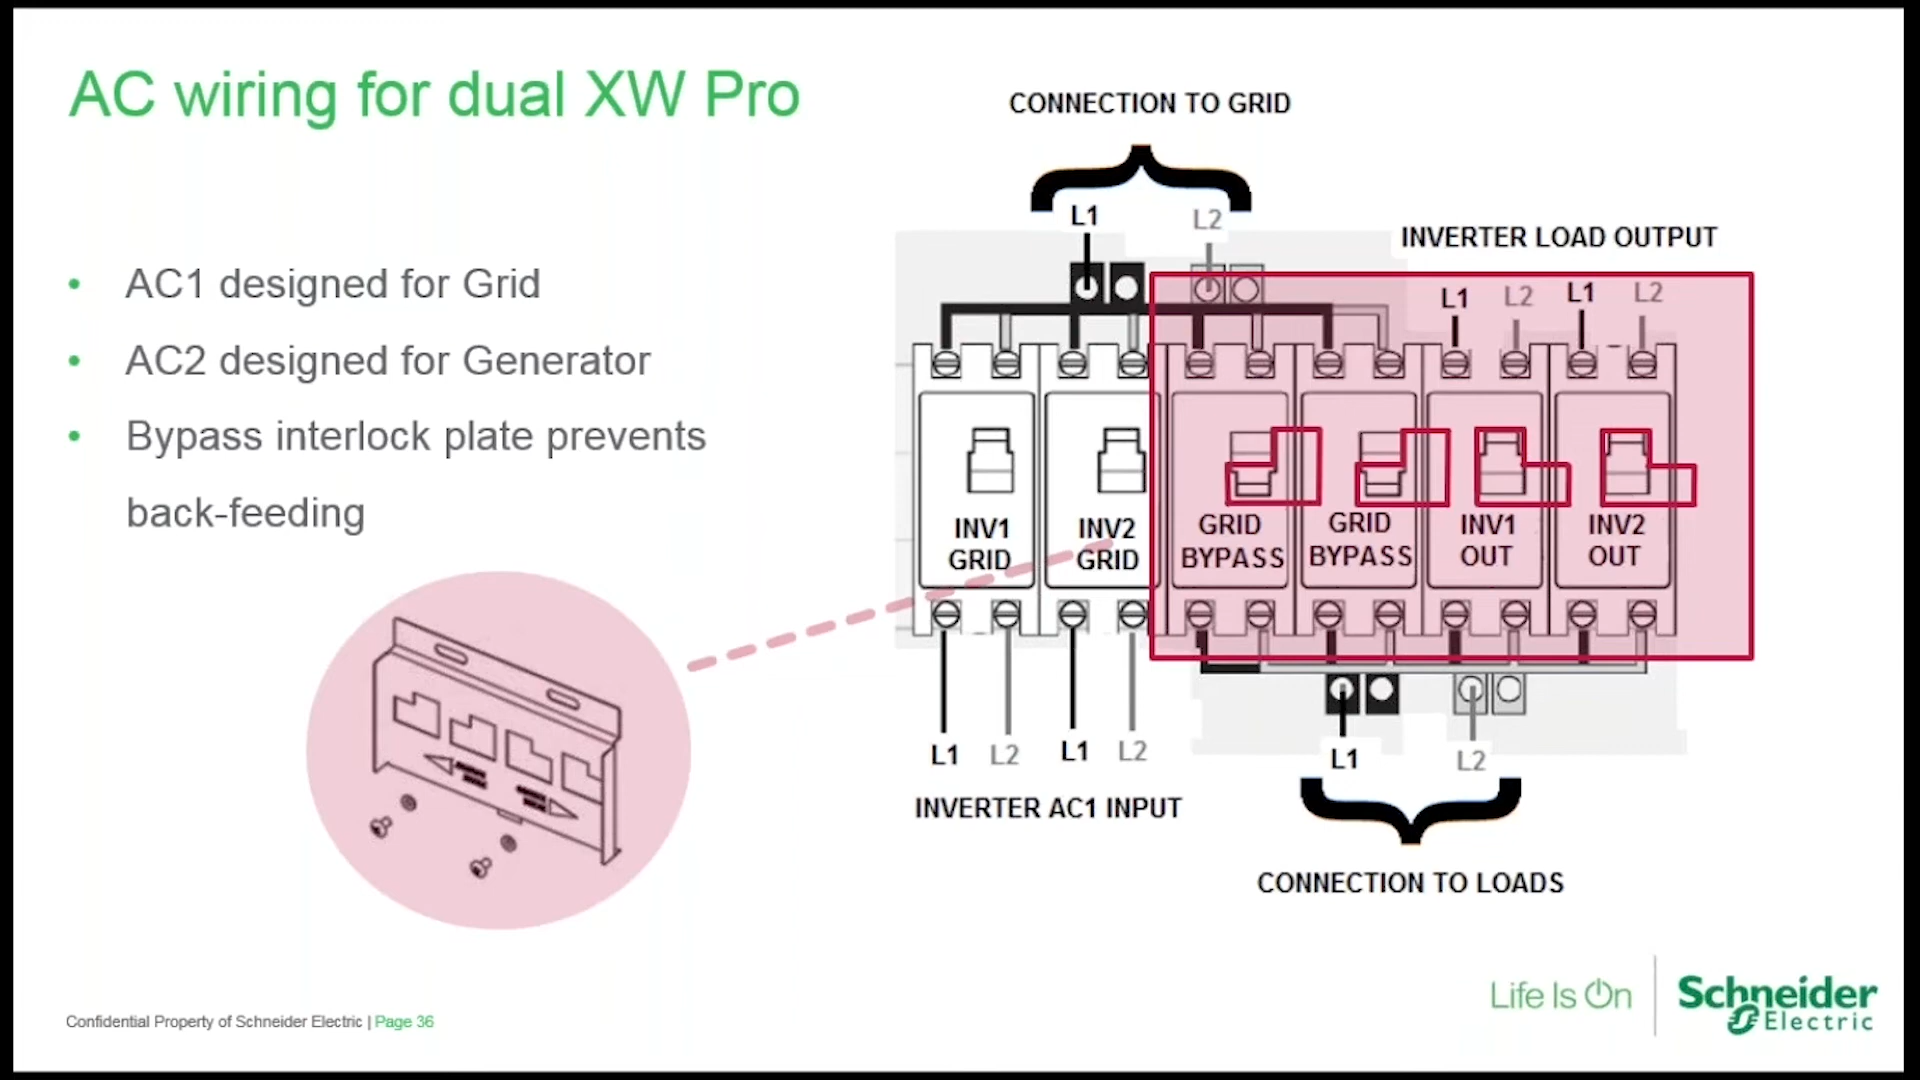 AC wiring for dual XW Pro
• AC1 designed for Grid
• AC2 designed for Generator
• Bypass interlock plate prevents
back-feeding
CONNECTION TO GRID
L1 L2
INVERTER LOAD OUTPUT
L1 L2 L1 L2
INV1 GRID
INV2 GRID
GRID BYPASS
GRID BYPASS
INV1 OUT
INV2 OUT
L1 L2 L1 L2
INVERTER AC1 INPUT
L1 L2
CONNECTION TO LOADS
Confidential Property of Schneider Electric | Page 36
Life Is On
Schneider
Electric